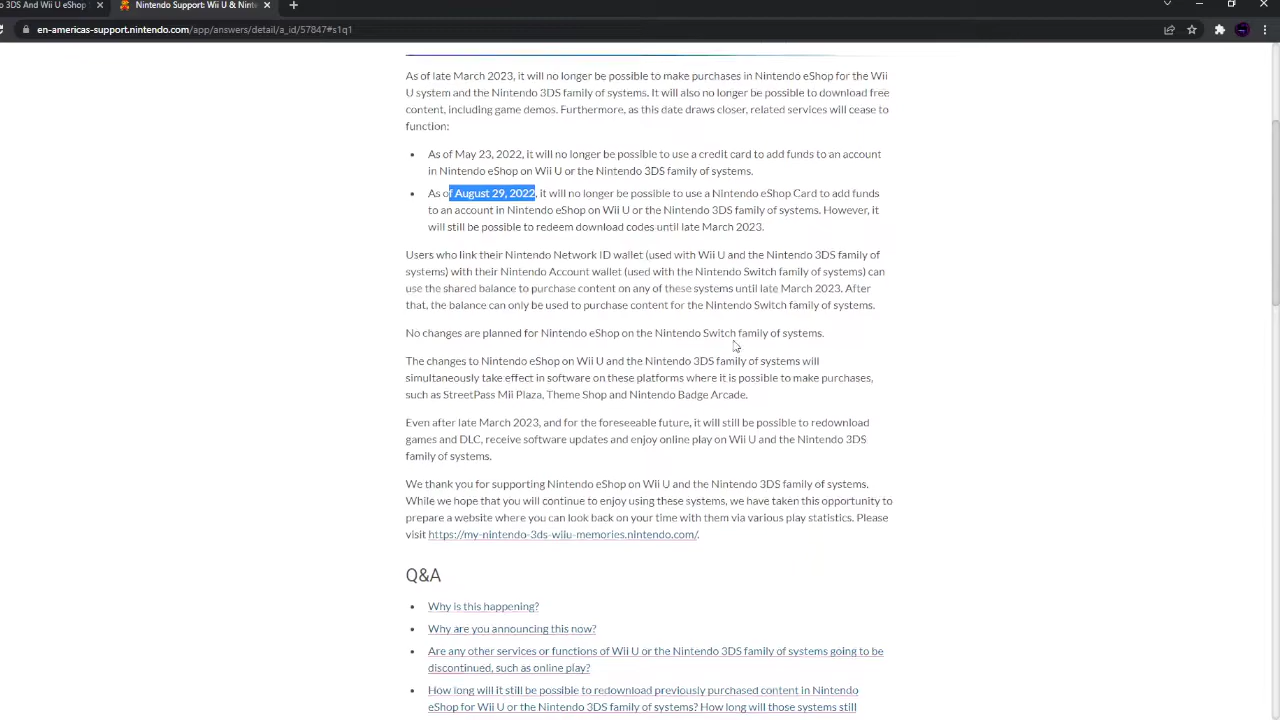 o 3DS And Wii U eShop
Nintendo Support: Wii U & Ninte
en-americas-support.nintendo.com/app/answers/detail/a_id/57847#s1q1
As of late March 2023, it will no longer be possible to make purchases in Nintendo eShop for the Wii
U system and the Nintendo 3DS family of systems. It will also no longer be possible to download free
content, including game demos. Furthermore, as this date draws closer, related services will cease to
function:
• As of May 23, 2022, it will no longer be possible to use a credit card to add funds to an account
in Nintendo eShop on Wii U or the Nintendo 3DS family of systems.
• As of August 29, 2022, it will no longer be possible to use a Nintendo eShop Card to add funds
to an account in Nintendo eShop on Wii U or the Nintendo 3DS family of systems. However, it
will still be possible to redeem download codes until late March 2023.
Users who link their Nintendo Network ID wallet (used with Wii U and the Nintendo 3DS family of
systems) with their Nintendo Account wallet (used with the Nintendo Switch family of systems) can
use the shared balance to purchase content on any of these systems until late March 2023. After
that, the balance can only be used to purchase content for the Nintendo Switch family of systems.
No changes are planned for Nintendo eShop on the Nintendo Switch family of systems.
The changes to Nintendo eShop on Wii U and the Nintendo 3DS family of systems will
simultaneously take effect in software on these platforms where it is possible to make purchases,
such as StreetPass Mii Plaza, Theme Shop and Nintendo Badge Arcade.
Even after late March 2023, and for the foreseeable future, it will still be possible to redownload
games and DLC, receive software updates and enjoy online play on Wii U and the Nintendo 3DS
family of systems.
We thank you for supporting Nintendo eShop on Wii U and the Nintendo 3DS family of systems.
While we hope that you will continue to enjoy using these systems, we have taken this opportunity to
prepare a website where you can look back on your time with them via various play statistics. Please
visit https://my-nintendo-3ds-wiiu-memories.nintendo.com/.
Q&A
• Why is this happening?
• Why are you announcing this now?
• Are any other services or functions of Wii U or the Nintendo 3DS family of systems going to be
discontinued, such as online play?
• How long will it still be possible to redownload previously purchased content in Nintendo
eShop for Wii U or the Nintendo 3DS family of systems? How long will those systems still